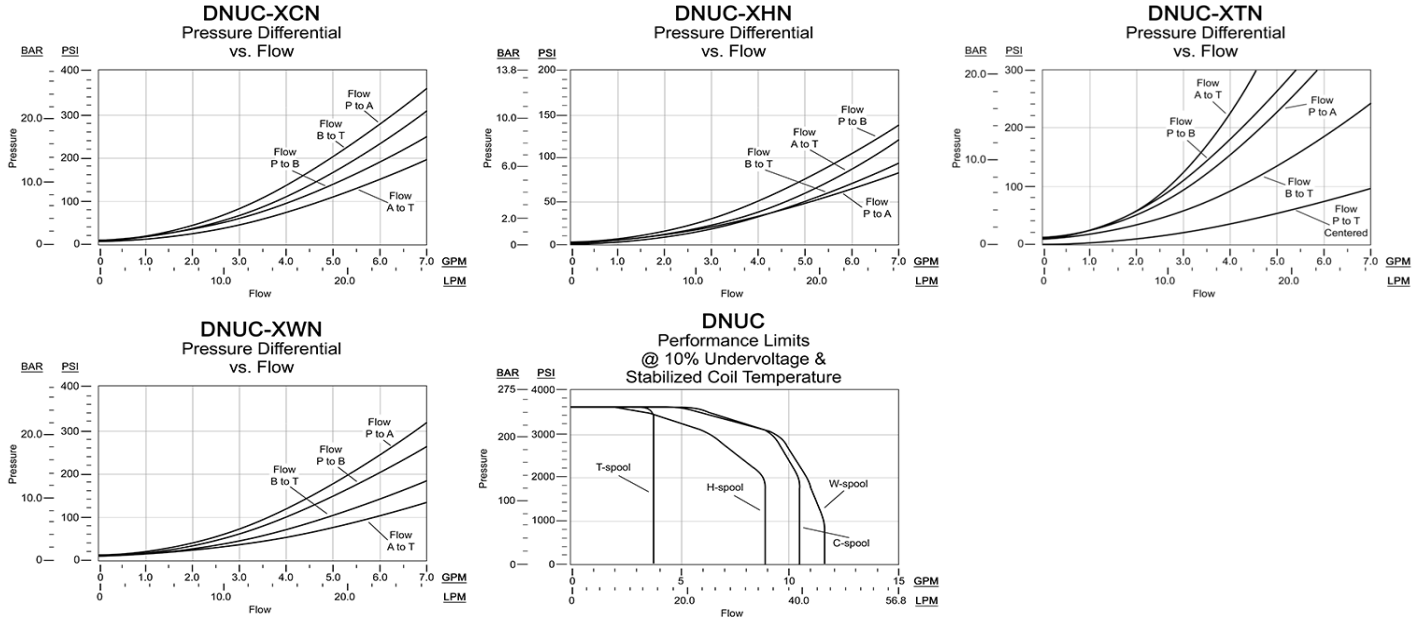 DNUC-XCN
Pressure Differential
vs. Flow
BAR PSI
400
300
200
100
0
20.0
10.0
0
Pressure
Flow
P to A
Flow
B to T
Flow
P to B
Flow
A to T
0 1.0 2.0 3.0 4.0 5.0 6.0 7.0 GPM
0 10.0 20.0 LPM
Flow
DNUC-XHN
Pressure Differential
vs. Flow
BAR PSI
13.8 200
150
100
50
0
10.0
6.0
2.0
0
Pressure
Flow
P to B
Flow
A to T
Flow
B to T
Flow
P to A
0 1.0 2.0 3.0 4.0 5.0 6.0 7.0 GPM
0 10.0 20.0 LPM
Flow
DNUC-XTN
Pressure Differential
vs. Flow
BAR PSI
20.0 300
200
100
0
10.0
0
Pressure
Flow
A to T
Flow
P to B
Flow
P to A
Flow
B to T
Flow
P to T
Centered
0 1.0 2.0 3.0 4.0 5.0 6.0 7.0 GPM
0 10.0 20.0 LPM
Flow
DNUC-XWN
Pressure Differential
vs. Flow
BAR PSI
400
300
200
100
0
20.0
10.0
0
Pressure
Flow
P to A
Flow
P to B
Flow
B to T
Flow
A to T
0 1.0 2.0 3.0 4.0 5.0 6.0 7.0 GPM
0 10.0 20.0 LPM
Flow
DNUC
Performance Limits
@ 10% Undervoltage &
Stabilized Coil Temperature
BAR PSI
275 4000
3000
2000
1000
0
200
100
0
Pressure
T-spool
H-spool
W-spool
C-spool
0 5 10 15 GPM
0 20.0 40.0 56.8 LPM
Flow